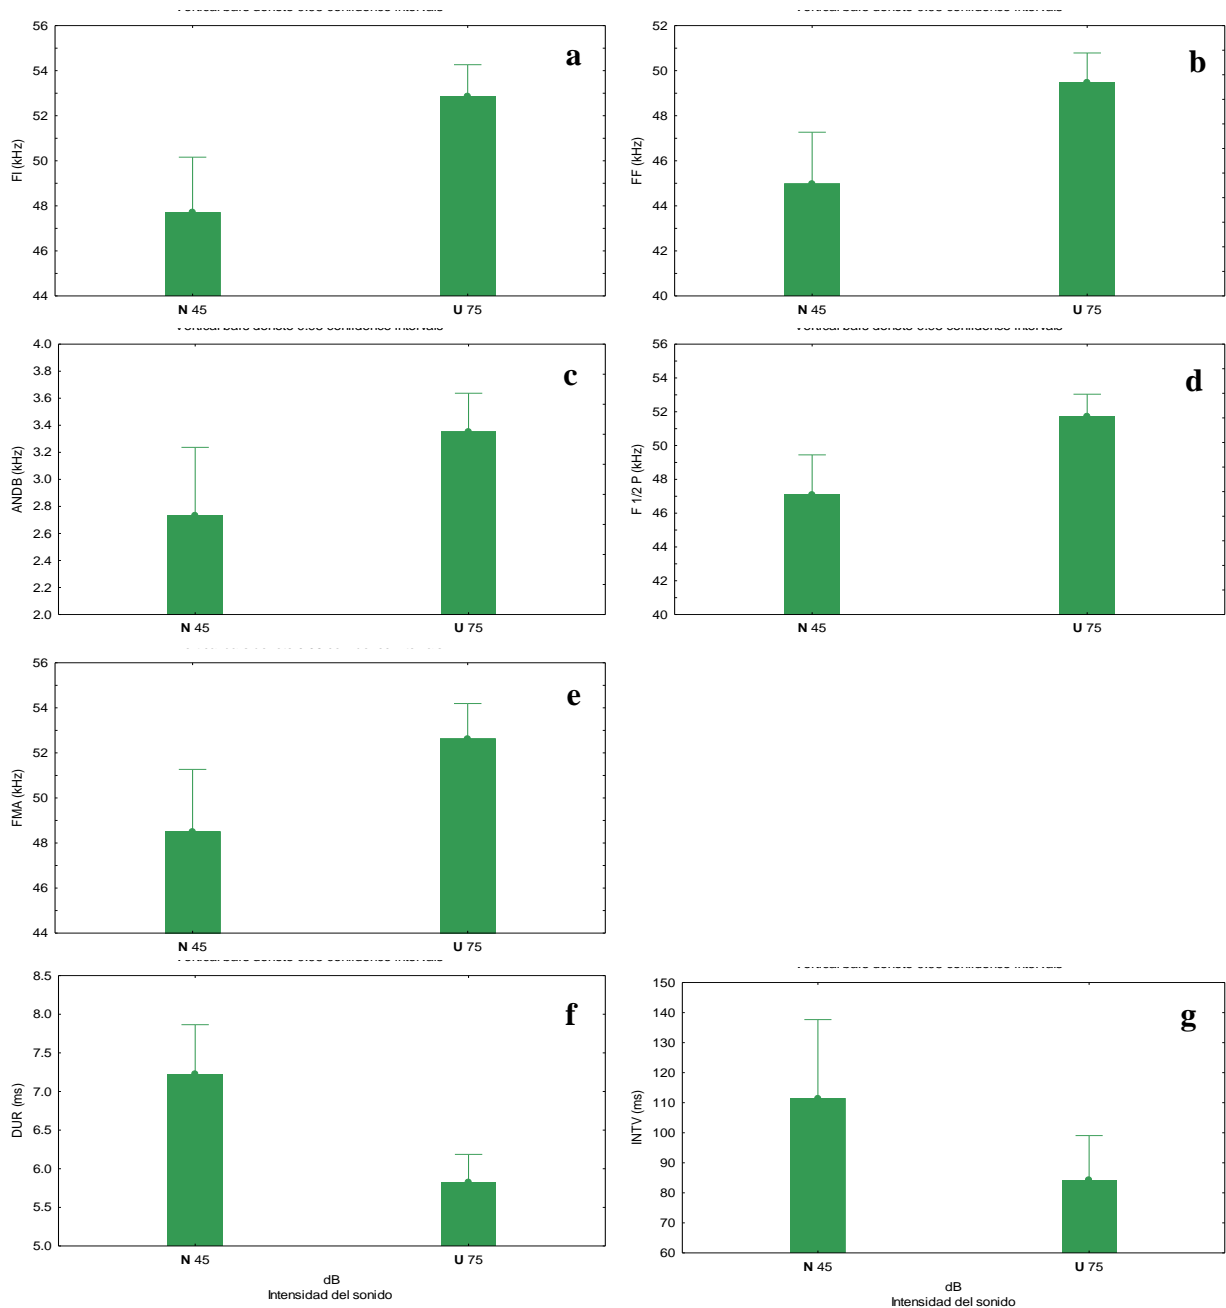 a
56
54
52
50
48
46
44
FI (kHz)
N 45
U 75
b
52
50
48
46
44
42
40
FF (kHz)
N 45
U 75
c
4.0
3.8
3.6
3.4
3.2
3.0
2.8
2.6
2.4
2.2
2.0
ANDB (kHz)
N 45
U 75
d
56
54
52
50
48
46
44
42
40
F 1/2 P (kHz)
N 45
U 75
e
56
54
52
50
48
46
44
FMA (kHz)
N 45
U 75
f
8.5
8.0
7.5
7.0
6.5
6.0
5.5
5.0
DUR (ms)
N 45
U 75
dB
Intensidad del sonido
g
150
140
130
120
110
100
90
80
70
60
INTV (ms)
N 45
U 75
dB
Intensidad del sonido